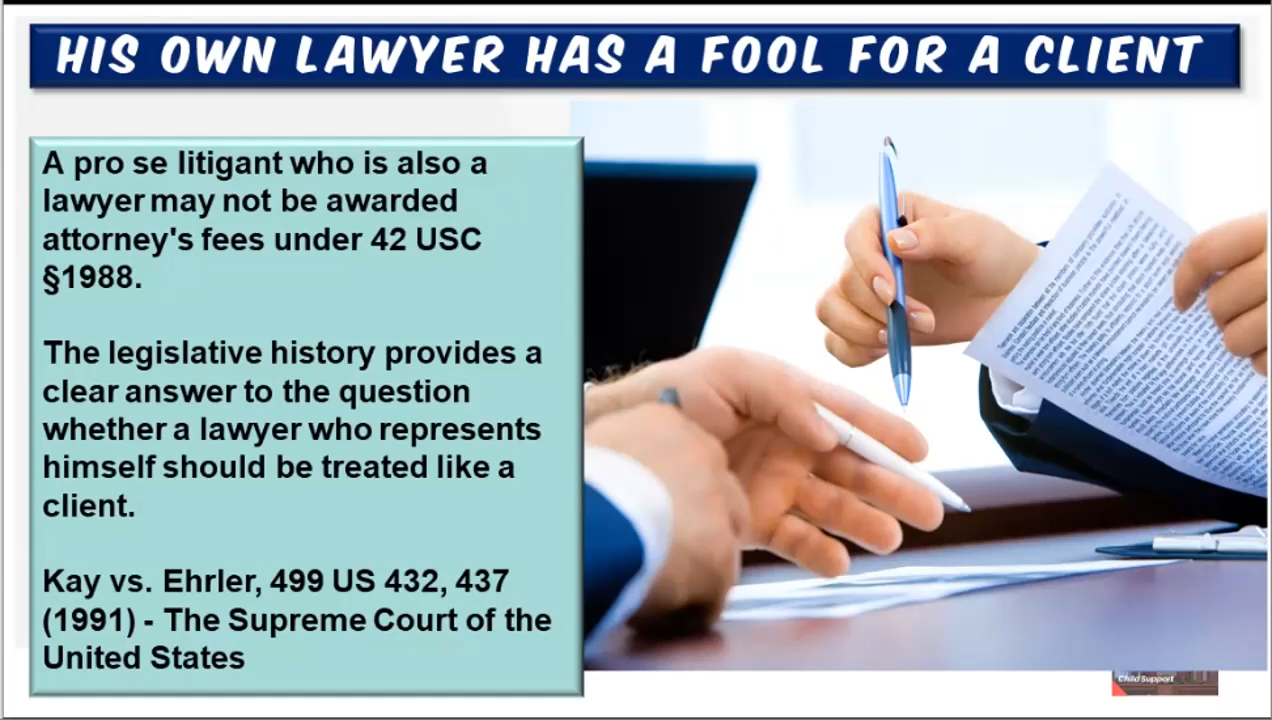 HIS OWN LAWYER HAS A FOOL FOR A CLIENT
A pro se litigant who is also a
lawyer may not be awarded
attorney's fees under 42 USC
§1988.
The legislative history provides a
clear answer to the question
whether a lawyer who represents
himself should be treated like a
client.
Kay vs. Ehrler, 499 US 432, 437
(1991) - The Supreme Court of the
United States
Child Support